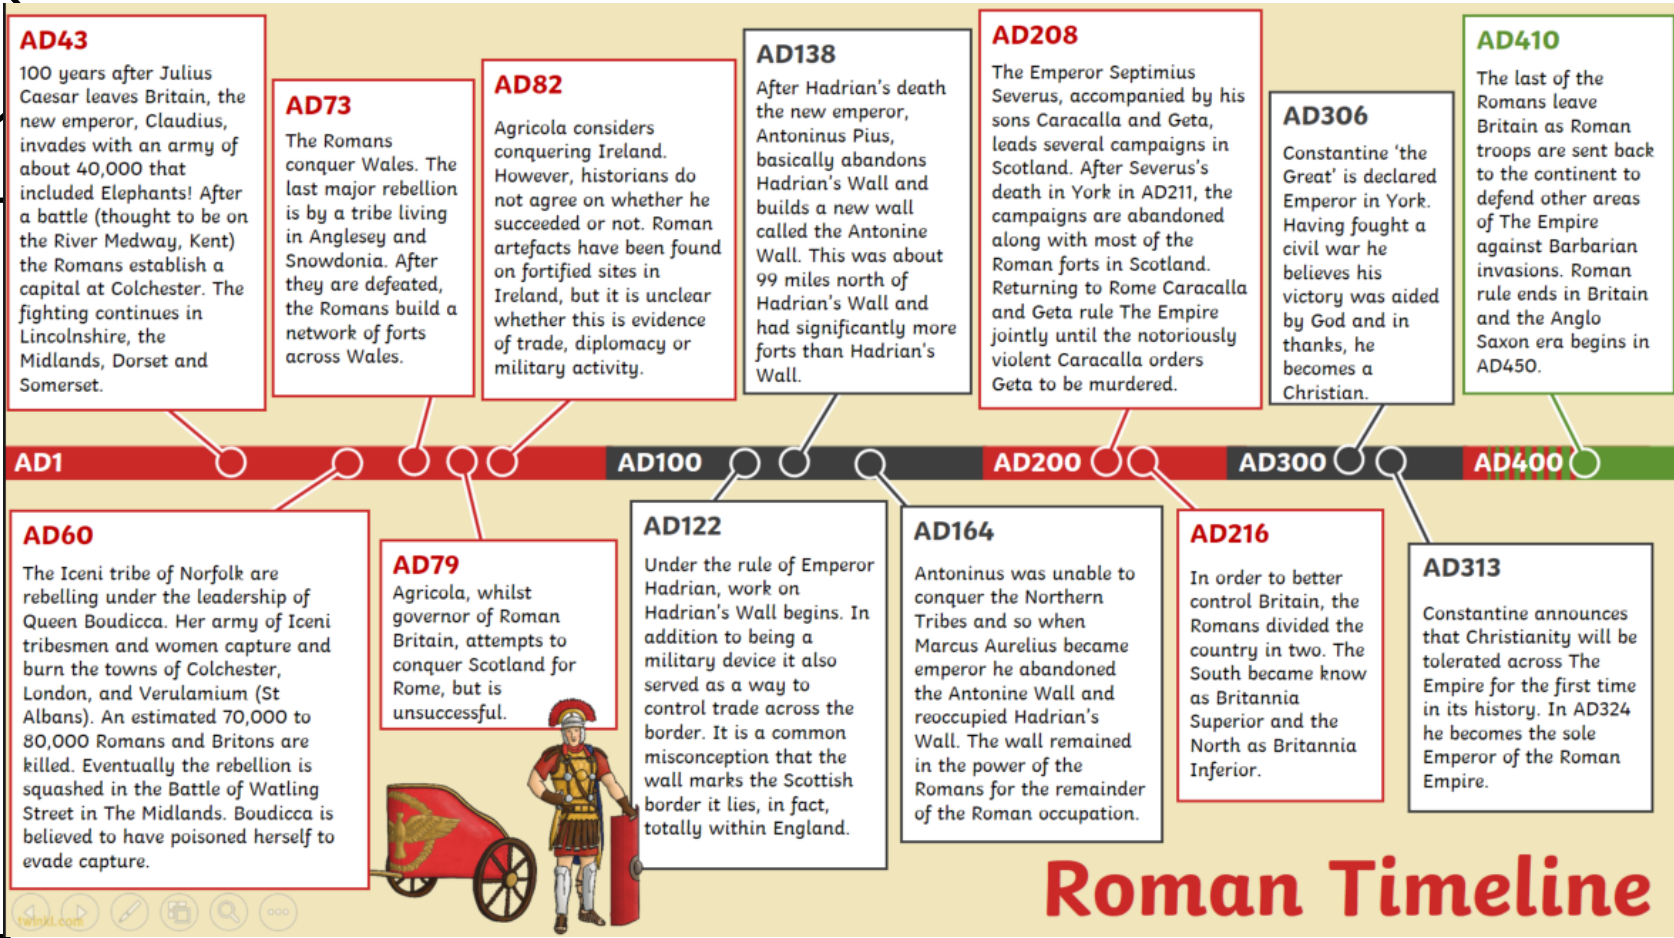 AD43
100 years after Julius
Caesar leaves Britain, the
new emperor, Claudius,
invades with an army of
about 40,000 that
included Elephants! After
a battle (thought to be on
the River Medway, Kent)
the Romans establish a
capital at Colchester. The
fighting continues in
Lincolnshire, the
Midlands, Dorset and
Somerset.
AD73
The Romans
conquer Wales. The
last major rebellion
is by a tribe living
in Anglesey and
Snowdonia. After
they are defeated,
the Romans build a
network of forts
across Wales.
AD82
Agricola considers
conquering Ireland.
However, historians do
not agree on whether he
succeeded or not. Roman
artefacts have been found
on fortified sites in
Ireland, but it is unclear
whether this is evidence
of trade, diplomacy or
military activity.
AD138
After Hadrian's death
the new emperor,
Antoninus Pius,
basically abandons
Hadrian's Wall and
builds a new wall
called the Antonine
Wall. This was about
99 miles north of
Hadrian's Wall and
had significantly more
forts than Hadrian's
Wall.
AD208
The Emperor Septimius
Severus, accompanied by his
sons Caracalla and Geta,
leads several campaigns in
Scotland. After Severus's
death in York in AD211, the
campaigns are abandoned
along with most of the
Roman forts in Scotland.
Returning to Rome Caracalla
and Geta rule The Empire
jointly until the notoriously
violent Caracalla orders
Geta to be murdered.
AD306
Constantine 'the
Great' is declared
Emperor in York.
Having fought a
civil war he
believes his
victory was aided
by God and in
thanks, he
becomes a
Christian.
AD410
The last of the
Romans leave
Britain as Roman
troops are sent back
to the continent to
defend other areas
of The Empire
against Barbarian
invasions. Roman
rule ends in Britain
and the Anglo
Saxon era begins in
AD450.
AD1
AD100
AD200
AD300
AD400
AD60
The Iceni tribe of Norfolk are
rebelling under the leadership of
Queen Boudicca. Her army of Iceni
tribesmen and women capture and
burn the towns of Colchester,
London, and Verulamium (St
Albans). An estimated 70,000 to
80,000 Romans and Britons are
killed. Eventually the rebellion is
squashed in the Battle of Watling
Street in The Midlands. Boudicca is
believed to have poisoned herself to
evade capture.
AD79
Agricola, whilst
governor of Roman
Britain, attempts to
conquer Scotland for
Rome, but is
unsuccessful.
AD122
Under the rule of Emperor
Hadrian, work on
Hadrian's Wall begins. In
addition to being a
military device it also
served as a way to
control trade across the
border. It is a common
misconception that the
wall marks the Scottish
border it lies, in fact,
totally within England.
AD164
Antoninus was unable to
conquer the Northern
Tribes and so when
Marcus Aurelius became
emperor he abandoned
the Antonine Wall and
reoccupied Hadrian's
Wall. The wall remained
in the power of the
Romans for the remainder
of the Roman occupation.
AD216
In order to better
control Britain, the
Romans divided the
country in two. The
South became know
as Britannia
Superior and the
North as Britannia
Inferior.
AD313
Constantine announces
that Christianity will be
tolerated across The
Empire for the first time
in its history. In AD324
he becomes the sole
Emperor of the Roman
Empire.
Roman Timeline
twinkl.com